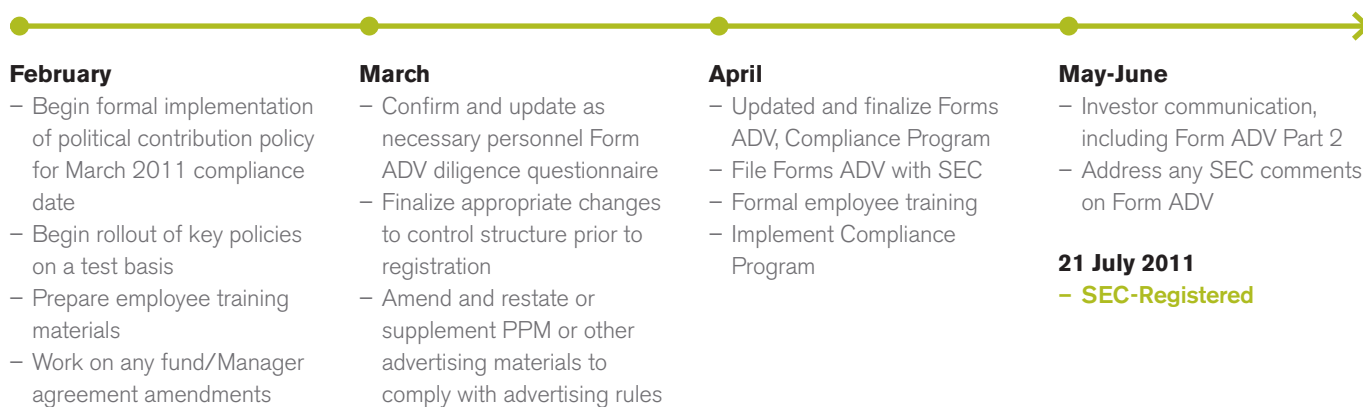 February
– Begin formal implementation
of political contribution policy
for March 2011 compliance
date
– Begin rollout of key policies
on a test basis
– Prepare employee training
materials
– Work on any fund/Manager
agreement amendments
March
– Confirm and update as
necessary personnel Form
ADV diligence questionnaire
– Finalize appropriate changes
to control structure prior to
registration
– Amend and restate or
supplement PPM or other
advertising materials to
comply with advertising rules
April
– Updated and finalize Forms
ADV, Compliance Program
– File Forms ADV with SEC
– Formal employee training
– Implement Compliance
Program
May-June
– Investor communication,
including Form ADV Part 2
– Address any SEC comments
on Form ADV
21 July 2011
– SEC-Registered